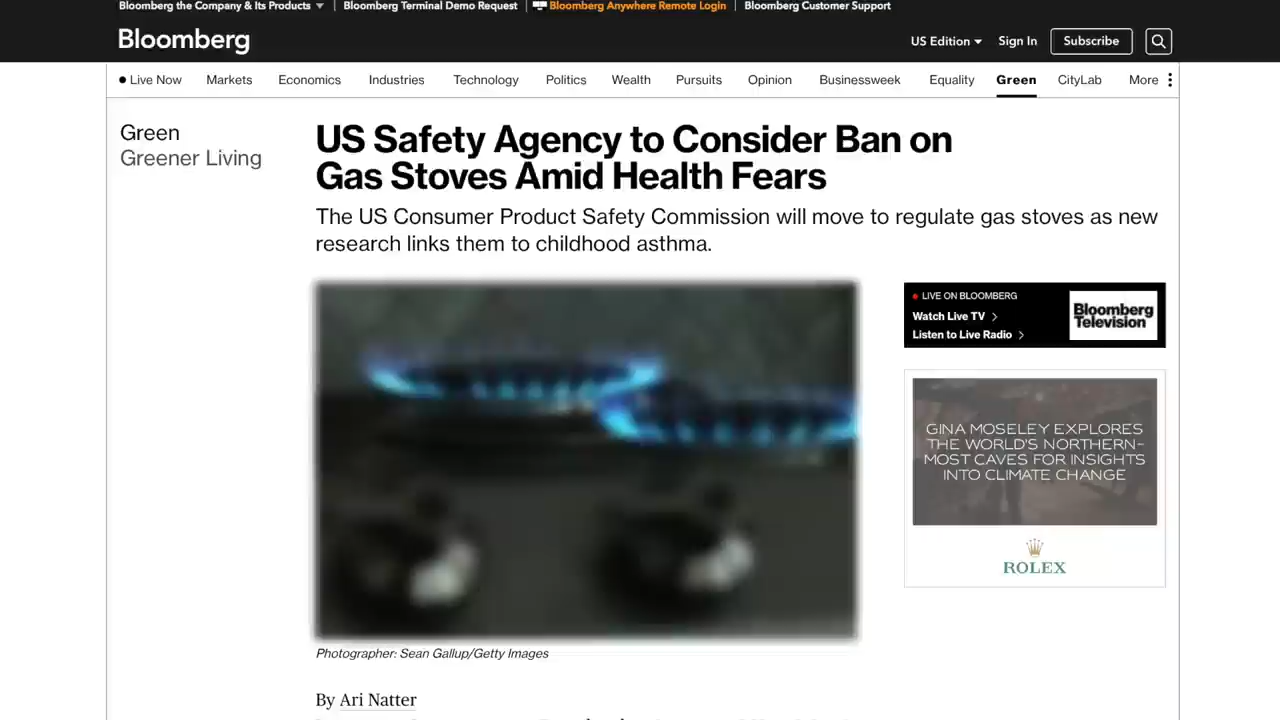 Bloomberg the Company & Its Products
Bloomberg Terminal Demo Request
Bloomberg Anywhere Remote Login
Bloomberg Customer Support
Bloomberg
US Edition
Sign In
Subscribe
Live Now
Markets
Economics
Industries
Technology
Politics
Wealth
Pursuits
Opinion
Businessweek
Equality
Green
CityLab
More
Green
Greener Living
US Safety Agency to Consider Ban on
Gas Stoves Amid Health Fears
The US Consumer Product Safety Commission will move to regulate gas stoves as new
research links them to childhood asthma.
LIVE ON BLOOMBERG
Watch Live TV
Listen to Live Radio
Bloomberg
Television
GINA MOSELEY EXPLORES
THE WORLD'S NORTHERN-
MOST CAVES FOR INSIGHTS
INTO CLIMATE CHANGE
ROLEX
Photographer: Sean Gallup/Getty Images
By Ari Natter